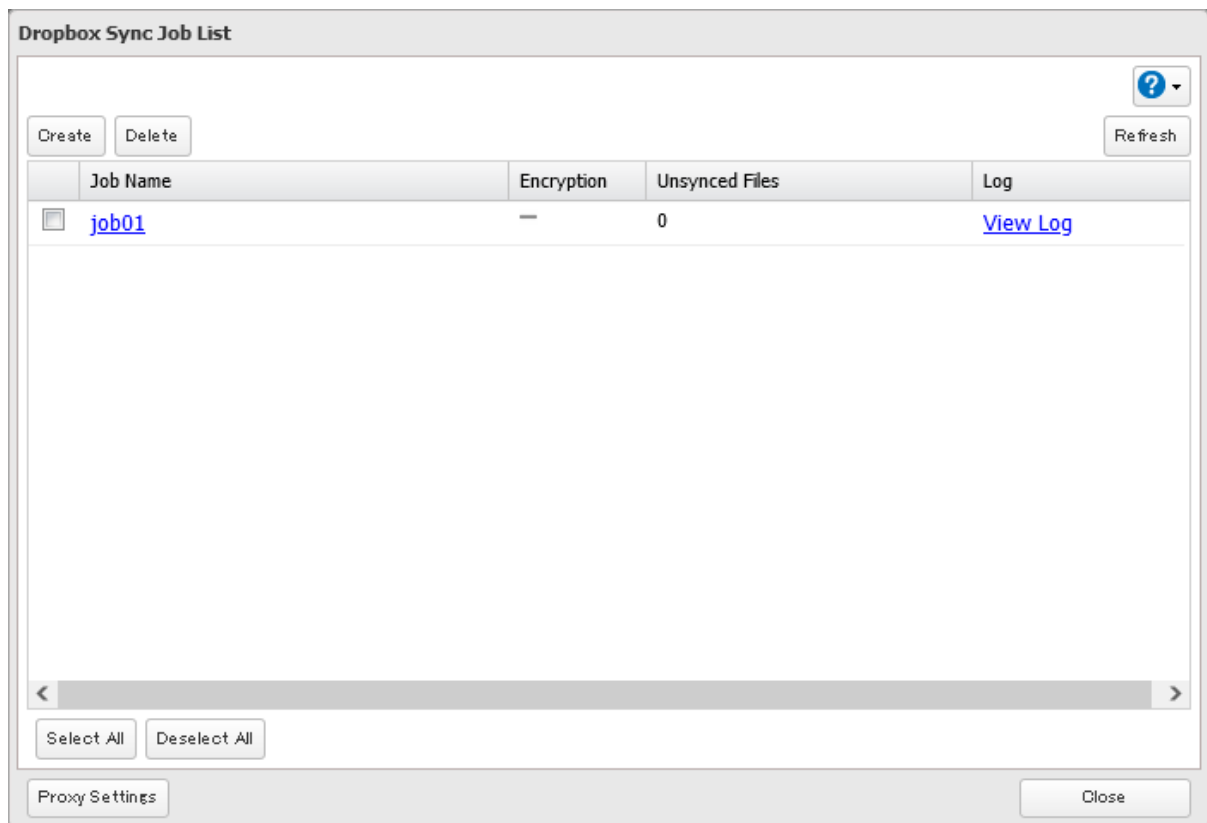 Dropbox Sync Job List
?
Create Delete Refresh
Job Name Encryption Unsynced Files Log
job01 — 0 View Log
Select All Deselect All
Proxy Settings Close